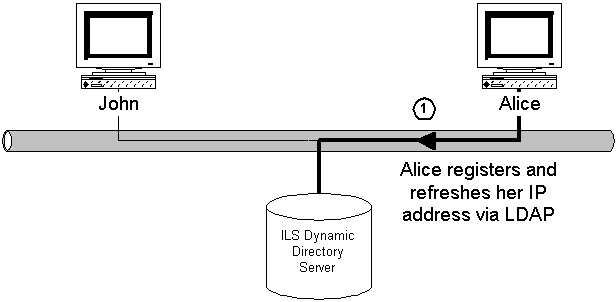 John
Alice
1
Alice registers and
refreshes her IP
address via LDAP
ILS Dynamic
Directory
Server